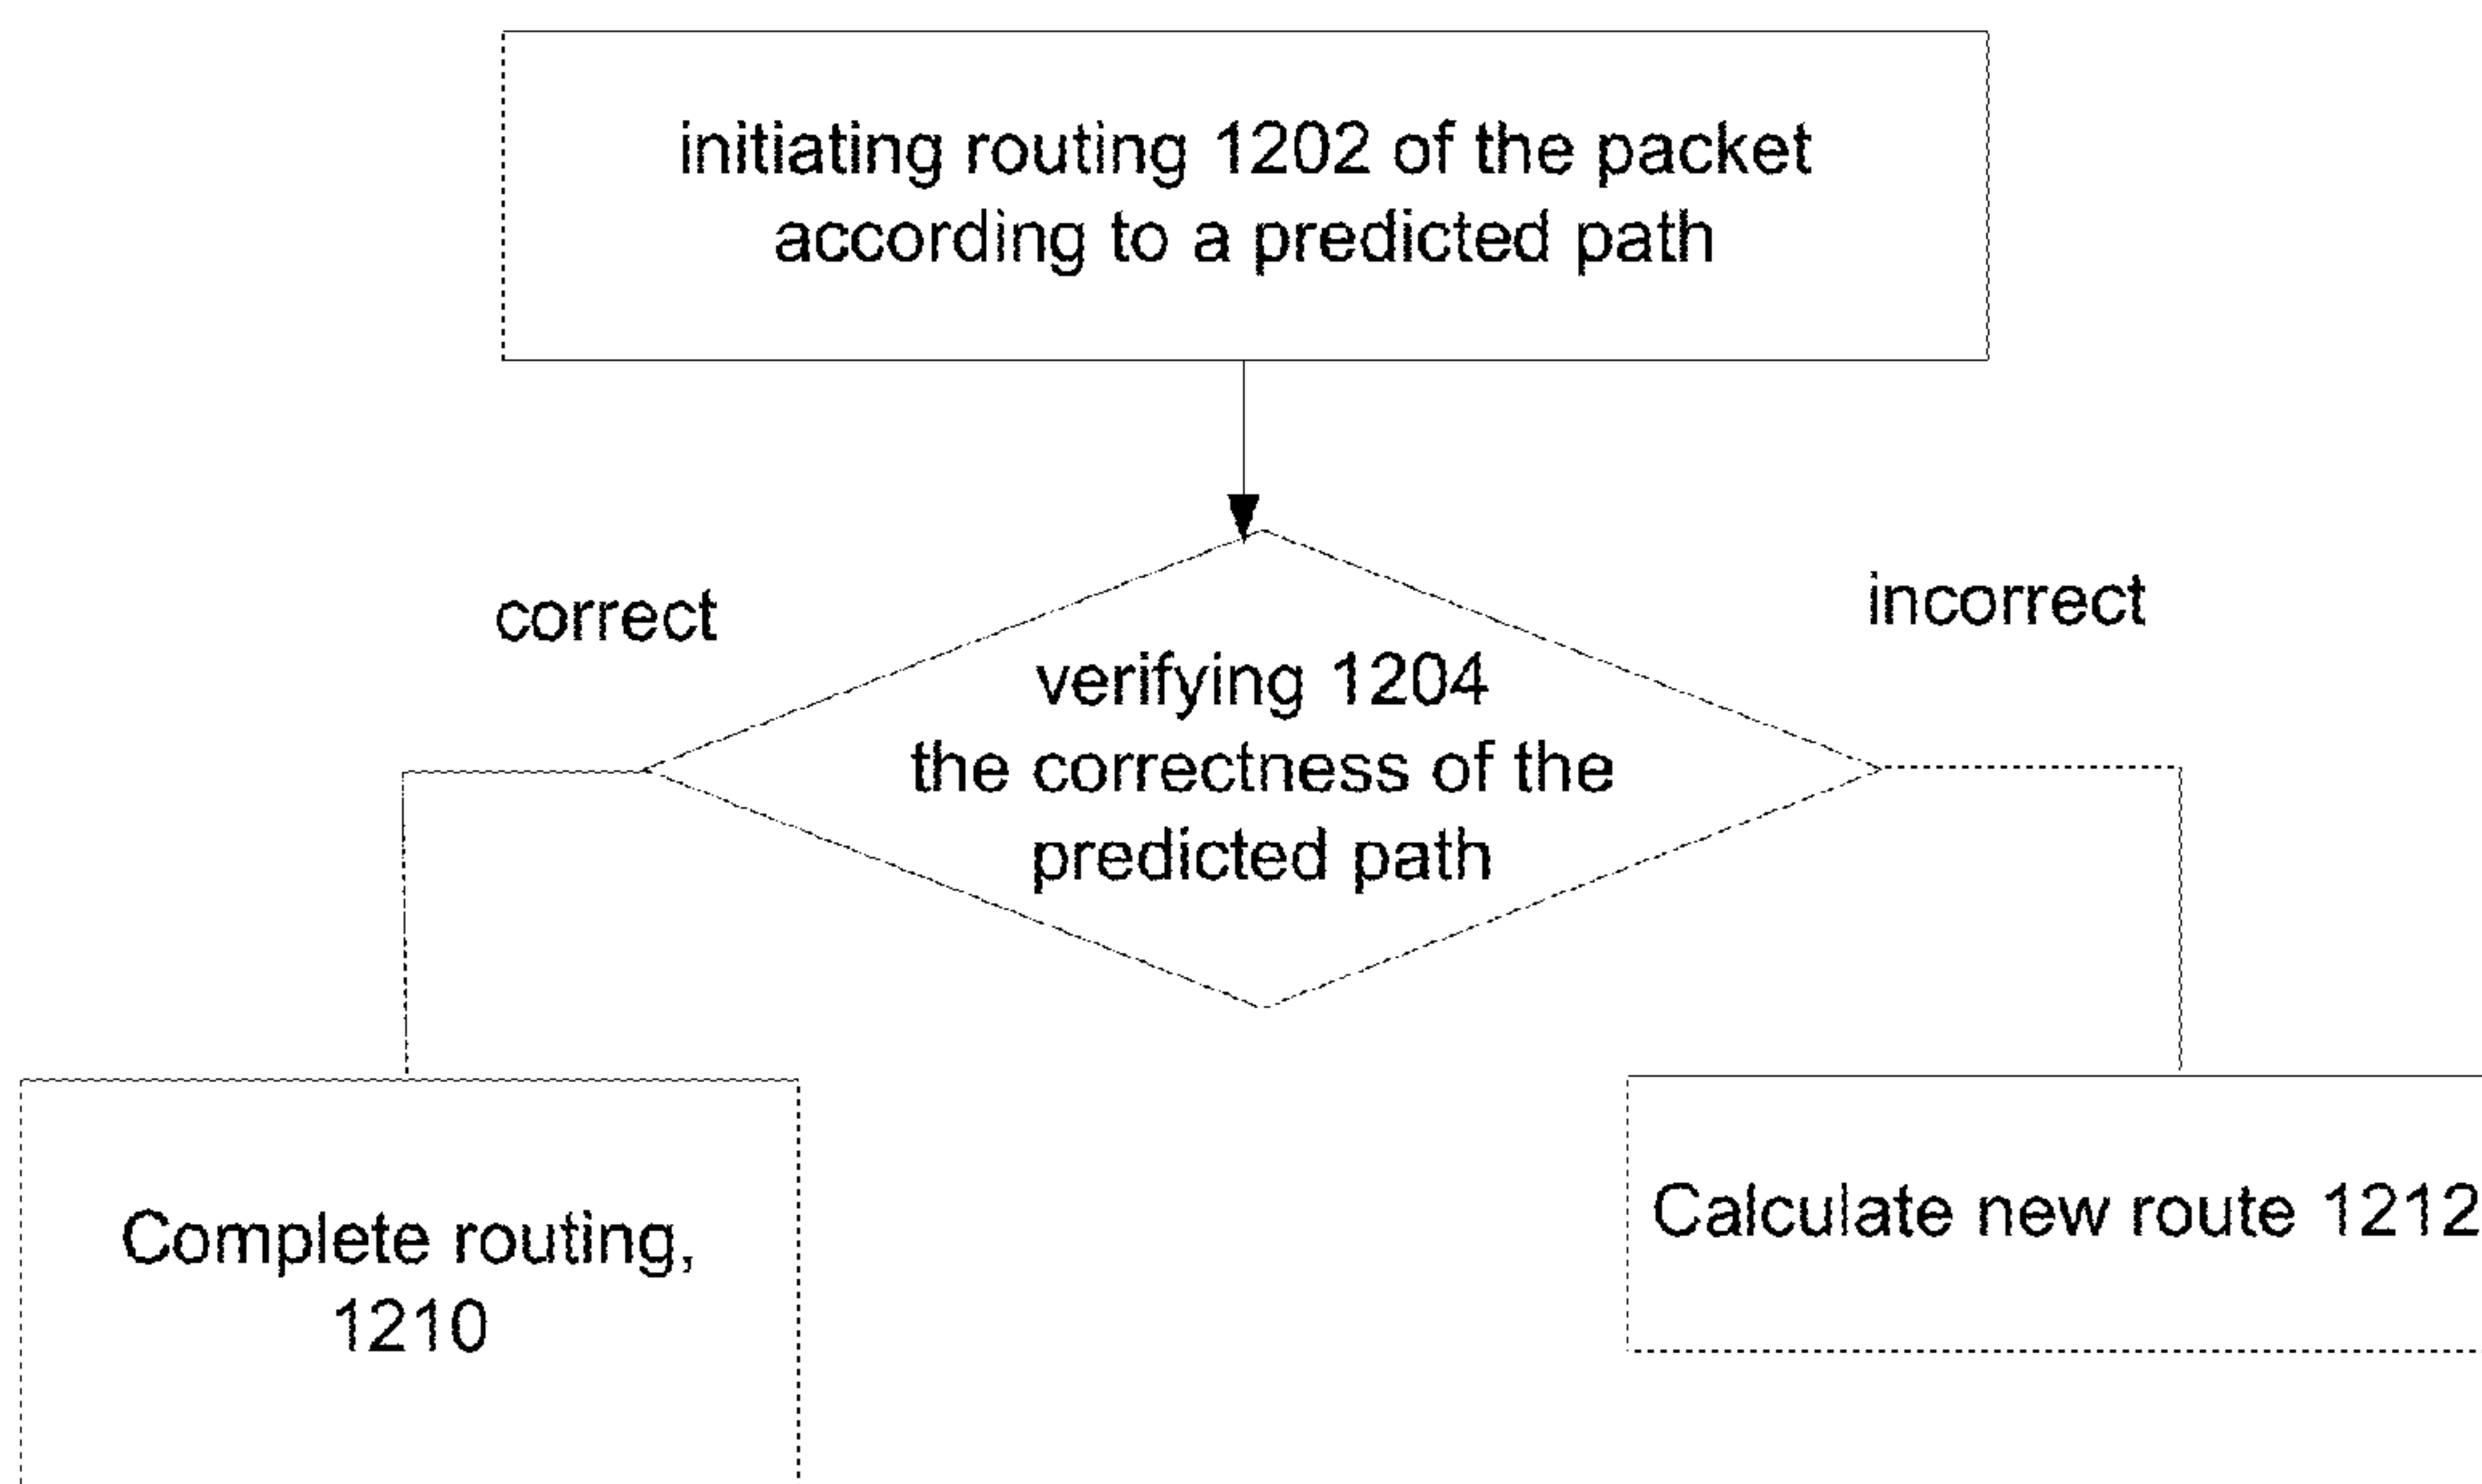 initiating routing 1202 of the packet
according to a predicted path
correct
incorrect
verifying 1204
the correctness of the
predicted path
Complete routing,
1210
Calculate new route 1212